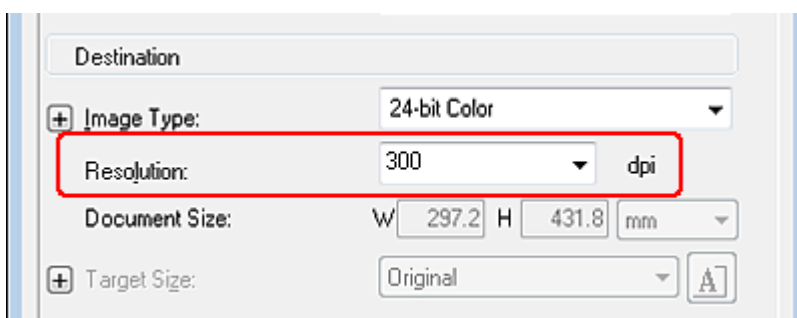 Destination
+ Image Type: 24-bit Color
Resolution: 300 dpi
Document Size: W 297.2 H 431.8 mm
+ Target Size: Original A